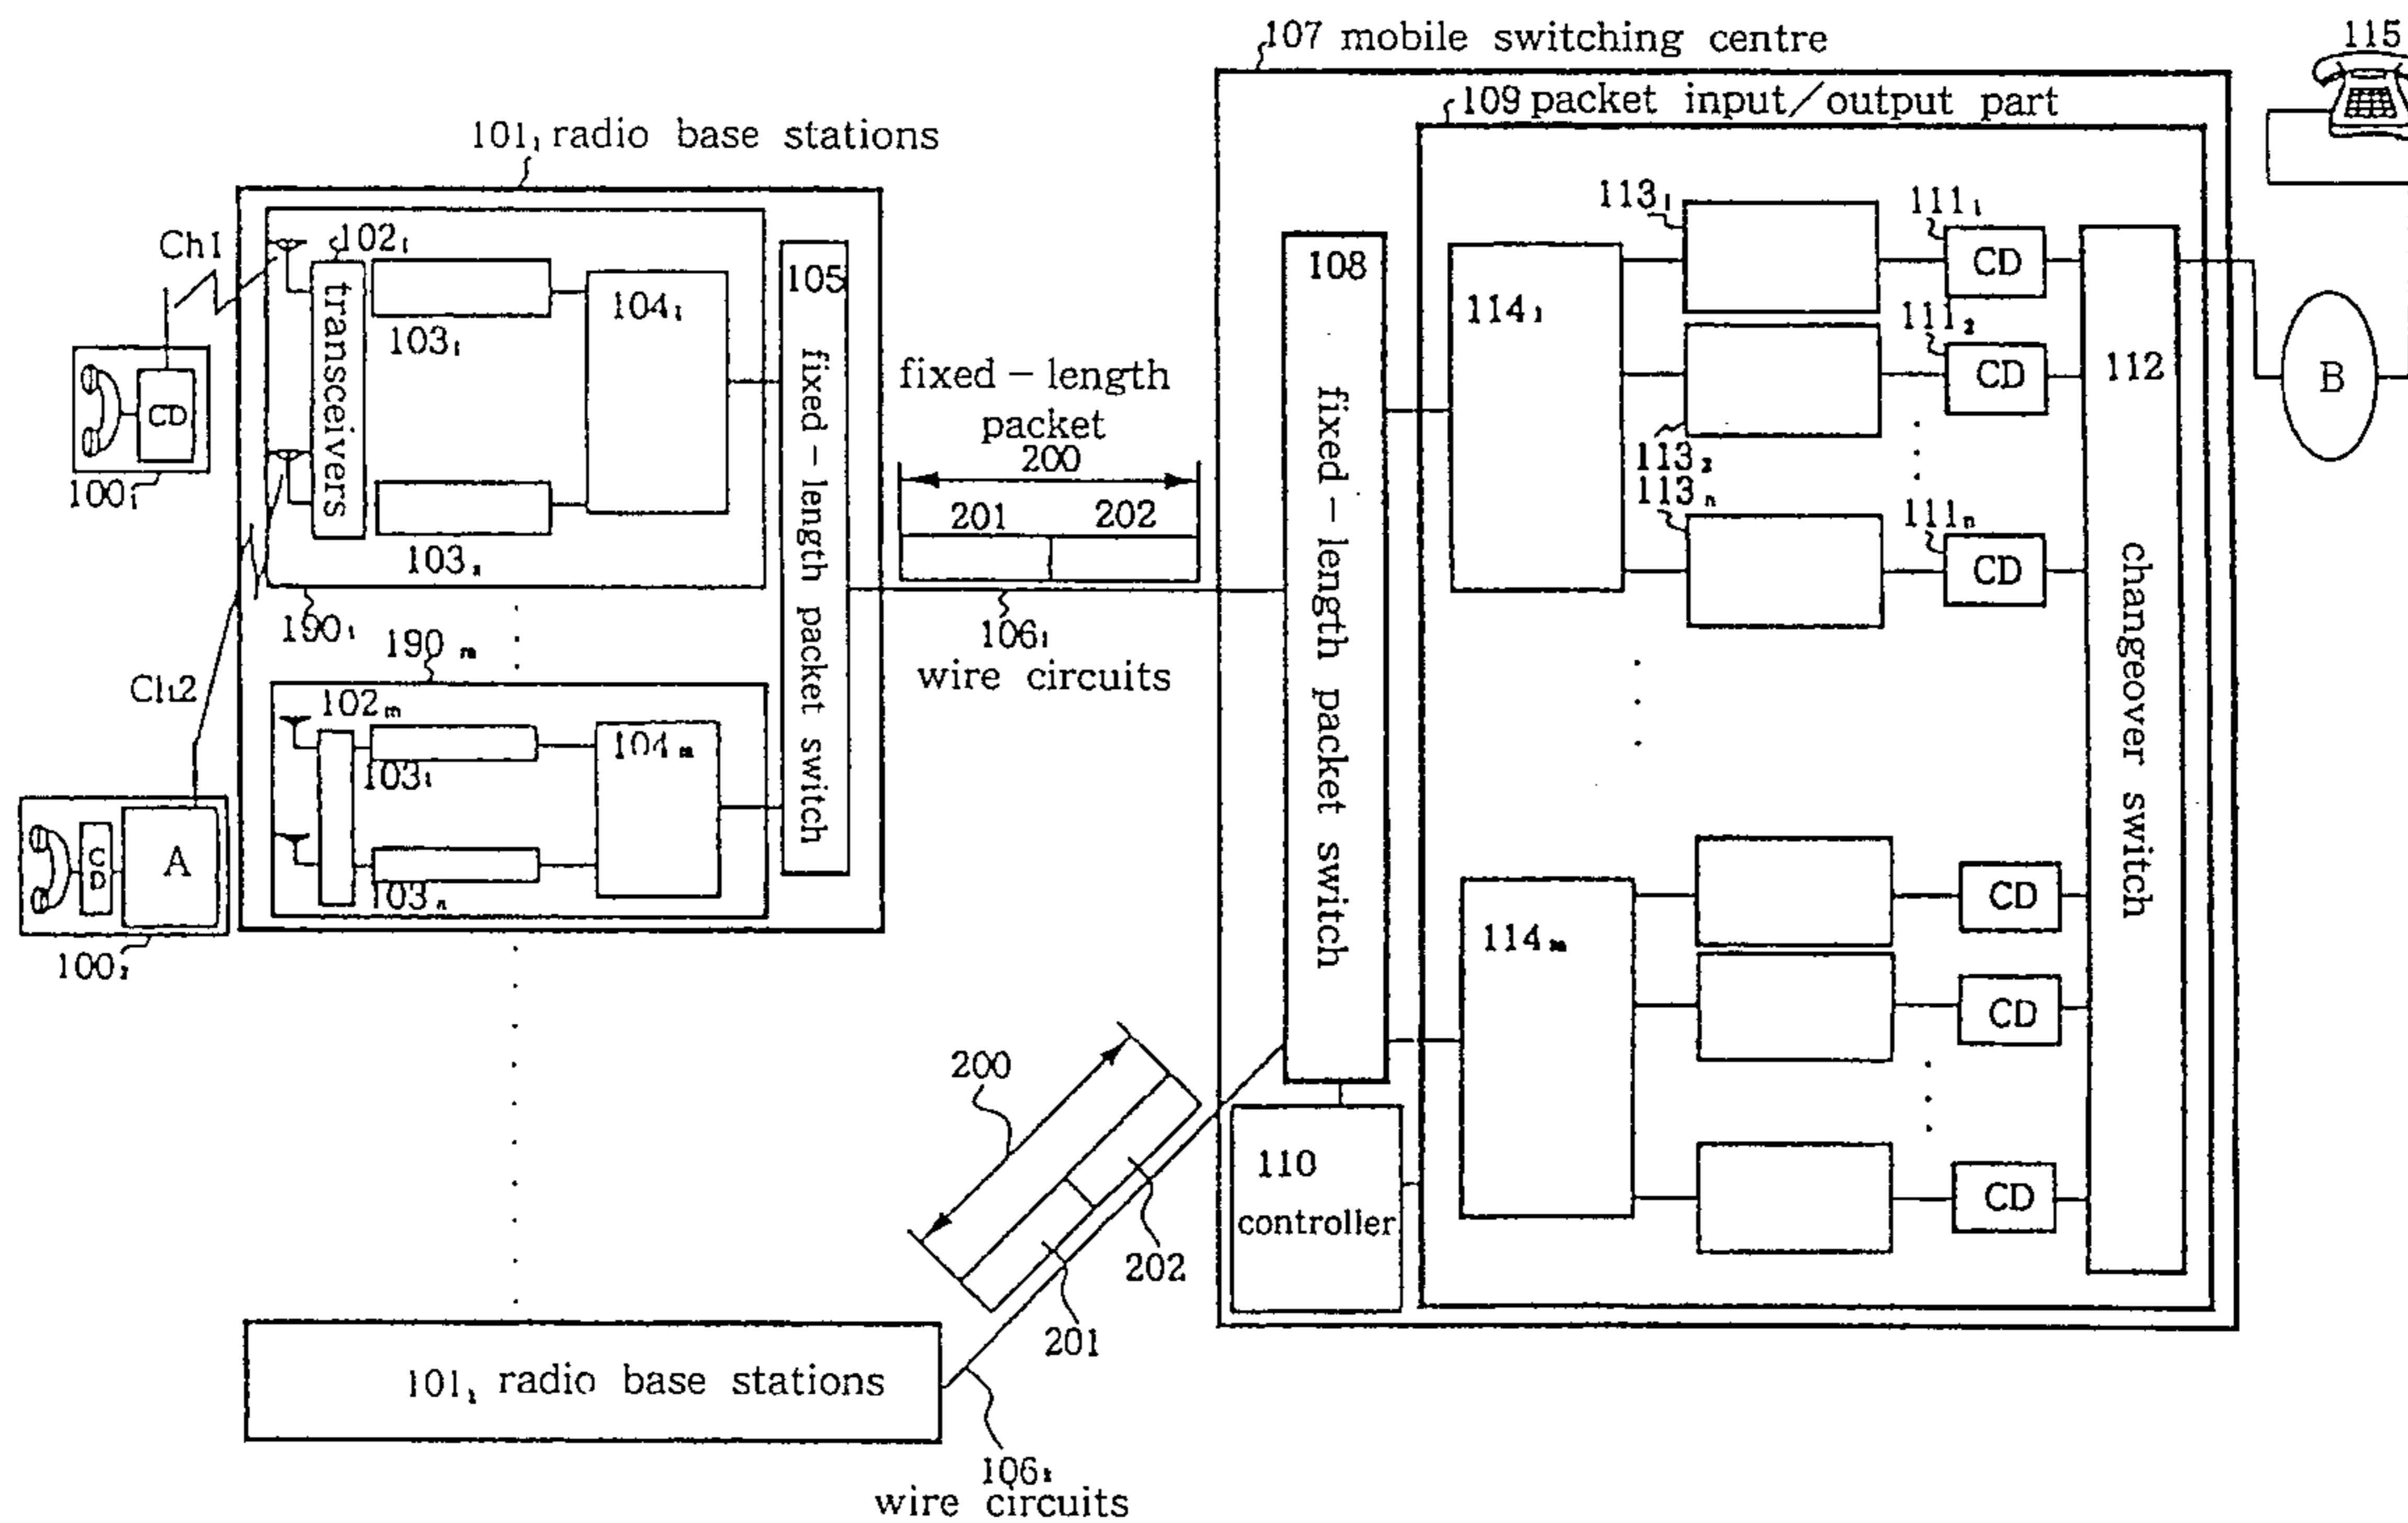 107 mobile switching centre
115
109 packet input/output part
101₁ radio base stations
Ch1
102₁
transceivers
103₁
104₁
105
fixed-length packet switch
CD
100₁
103ₙ
190₁
fixed-length
packet
200
201 202
106₁
wire circuits
108
fixed-length packet switch
114₁
113₁
111₁
CD
111₂
CD
113₂
113ₙ
111ₙ
CD
112
changeover switch
B
190ₘ
Ch2
102ₘ
103₁
104ₘ
103ₙ
CD
A
100₂
114ₘ
CD
CD
CD
110
controller
200
202
201
101 radio base stations
106
wire circuits